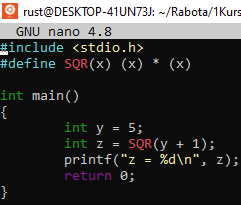 rust@DESKTOP-41UN73J: ~/Rabota/1Kurs
GNU nano 4.8
#include <stdio.h>
#define SQR(x) (x) * (x)
int main()
{
int y = 5;
int z = SQR(y + 1);
printf("z = %d\n", z);
return 0;
}